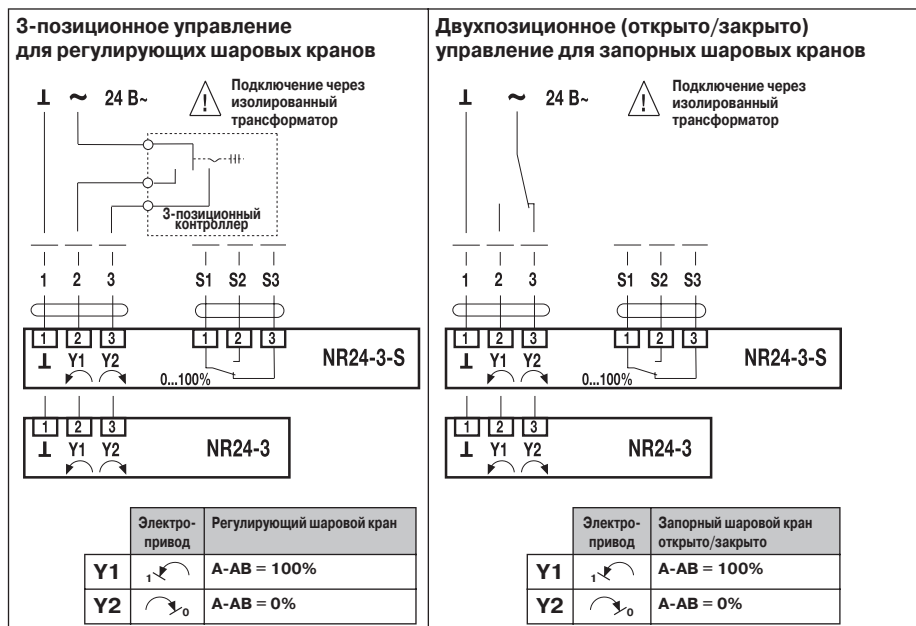 3-позиционное управление
для регулирующих шаровых кранов
⊥ ~ 24 В~
Подключение через
изолированный
трансформатор
3-позиционный
контроллер
1 2 3 S1 S2 S3
1 2 3 1 2 3
⊥ Y1 Y2
0...100%
NR24-3-S
1 2 3
⊥ Y1 Y2
NR24-3
Электро-
привод
Регулирующий шаровой кран
Y1 1 A-AB = 100%
Y2 0 A-AB = 0%
Двухпозиционное (открыто/закрыто)
управление для запорных шаровых кранов
⊥ ~ 24 В~
Подключение через
изолированный
трансформатор
1 2 3 S1 S2 S3
1 2 3 1 2 3
⊥ Y1 Y2
0...100%
NR24-3-S
1 2 3
⊥ Y1 Y2
NR24-3
Электро-
привод
Запорный шаровой кран
открыто/закрыто
Y1 1 A-AB = 100%
Y2 0 A-AB = 0%